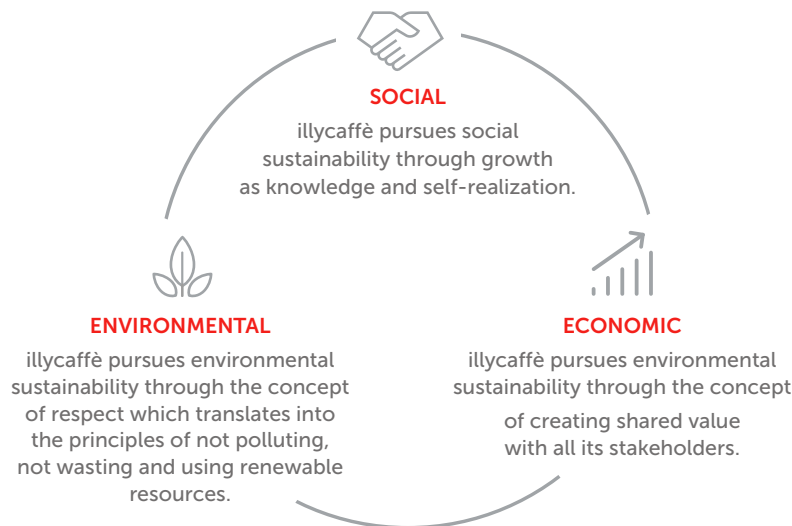 SOCIAL
illycaffè pursues social
sustainability through growth
as knowledge and self-realization.
ENVIRONMENTAL
illycaffè pursues environmental
sustainability through the concept
of respect which translates into
the principles of not polluting,
not wasting and using renewable
resources.
ECONOMIC
illycaffè pursues environmental
sustainability through the concept
of creating shared value
with all its stakeholders.